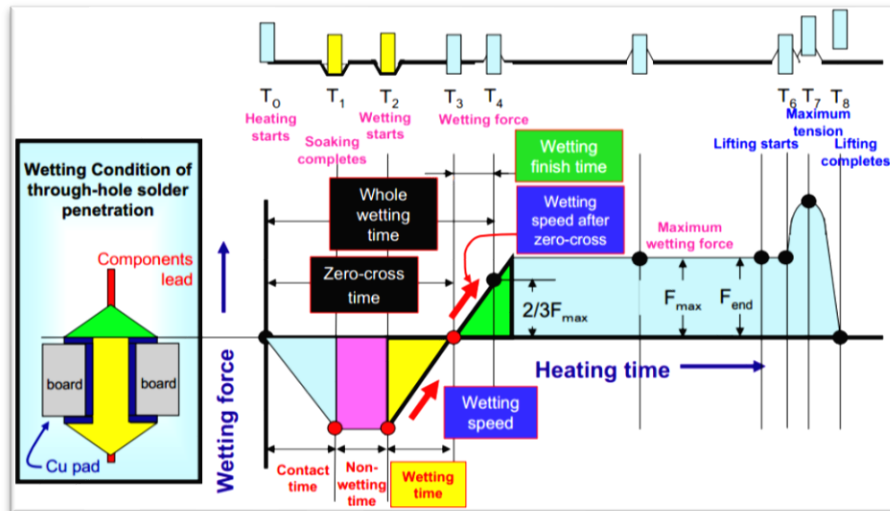 T0
T1
T2
T3
T4
T6
T7
T8
Heating starts
Soaking
completes
Wetting
starts
Wetting force
Maximum
tension
Lifting starts
Lifting
completes
Wetting Condition of
through-hole solder
penetration
Components
lead
board
board
Cu pad
Wetting force
Whole
wetting
time
Zero-cross
time
Wetting
finish time
Wetting
speed after
zero-cross
Maximum
wetting force
2/3Fmax
Fmax
Fend
Heating time
Wetting
speed
Contact
time
Non-
wetting
time
Wetting
time